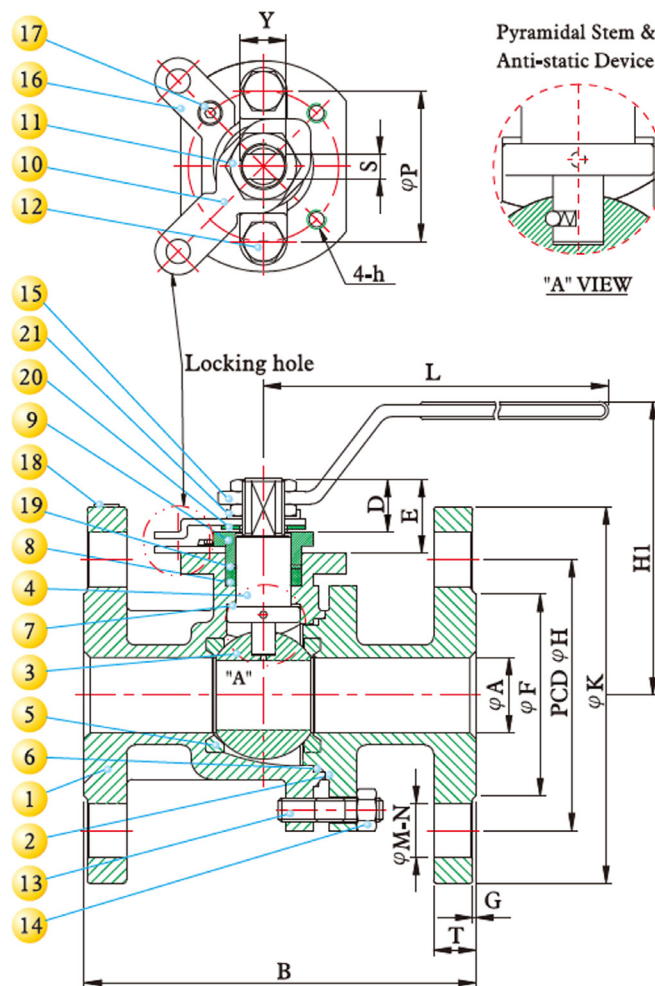 17
Y
Pyramidal Stem &
Anti-static Device
16
11
S
φP
10
12
4-h
"A" VIEW
15
21
Locking hole
L
20
9
18
D
E
H1
19
8
4
7
3
"A"
φA
φF
PCD φH
φK
5
6
1
2
φM-N
13
G
14
T
B